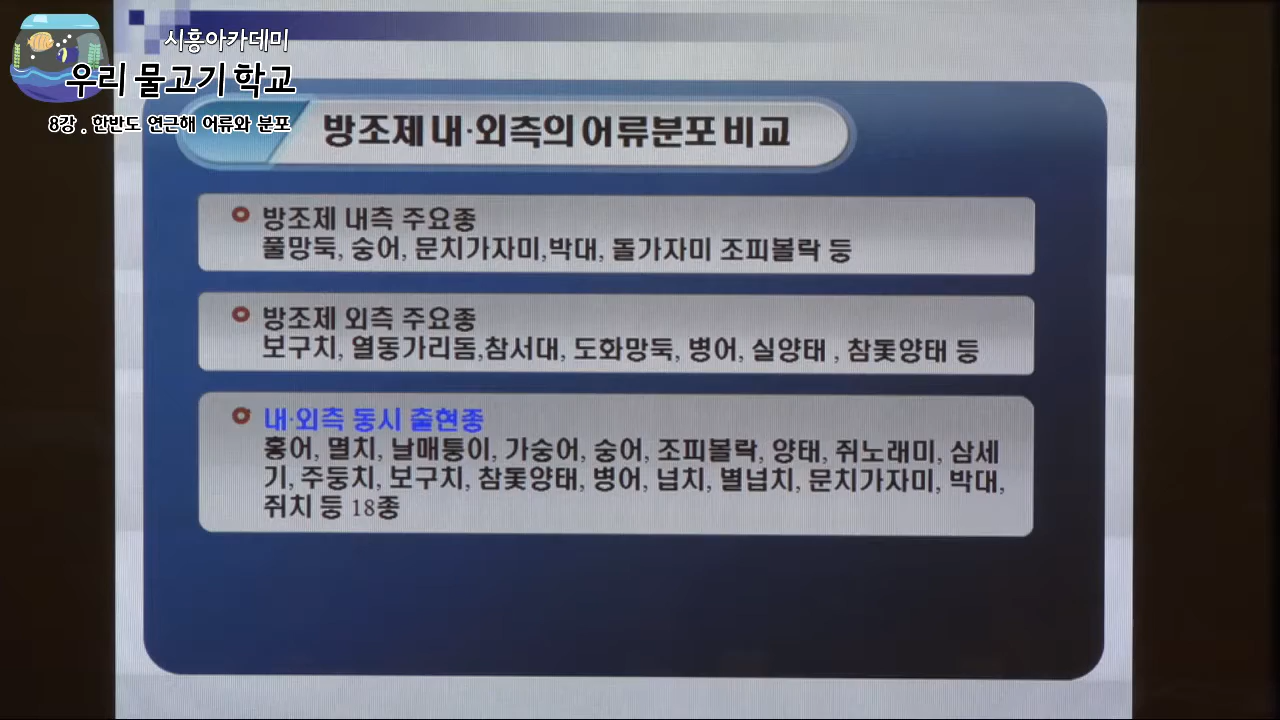 시흥아카데미
우리 물고기 학교
8강 . 한반도 연근해 어류와 분포
방조제 내·외측의 어류분포 비교
방조제 내측 주요종
풀망둑, 숭어, 문치가자미,박대, 돌가자미 조피볼락 등
방조제 외측 주요종
보구치, 열동가리돔,참서대, 도화망둑, 병어, 실양태 , 참돛양태 등
내·외측 동시 출현종
홍어, 멸치, 날매퉁이, 가숭어, 숭어, 조피볼락, 양태, 쥐노래미, 삼세
기, 주둥치, 보구치, 참돛양태, 병어, 넙치, 별넙치, 문치가자미, 박대,
쥐치 등 18종